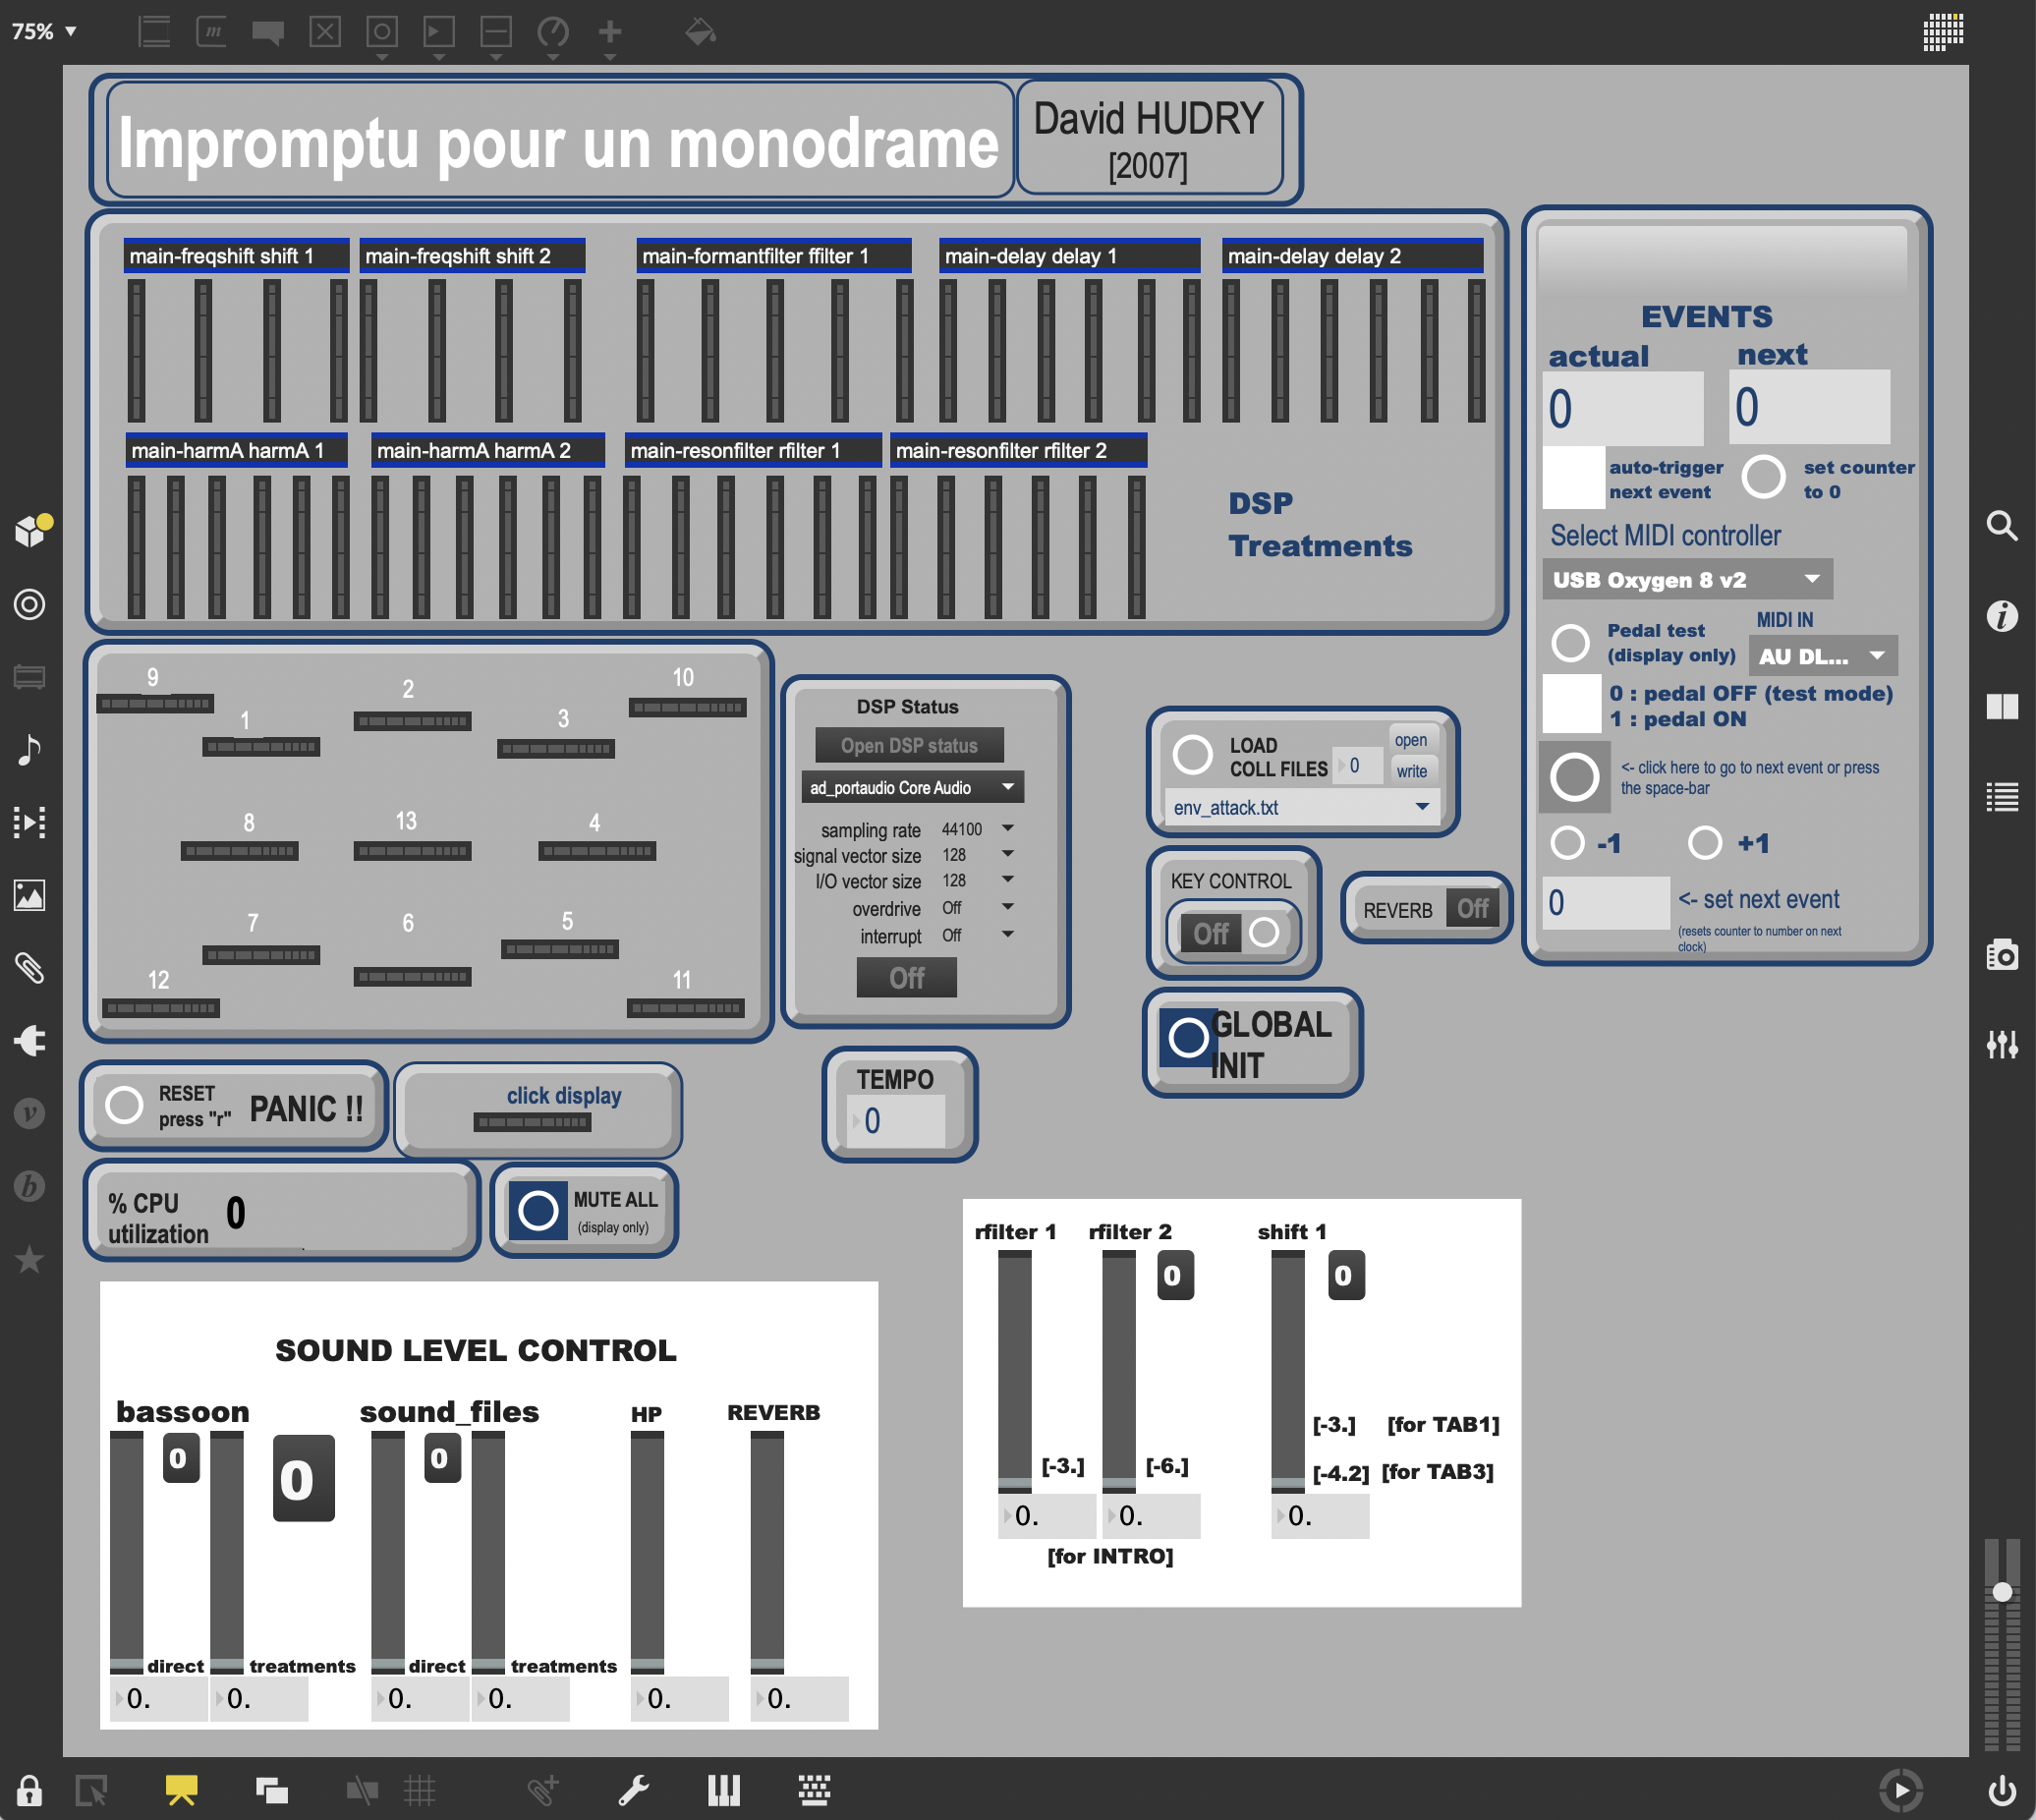 75%
Impromptu pour un monodrame
David HUDRY
[2007]
main-freqshift shift 1
main-freqshift shift 2
main-formantfilter ffilter 1
main-delay delay 1
main-delay delay 2
main-harmA harmA 1
main-harmA harmA 2
main-resonfilter rfilter 1
main-resonfilter rfilter 2
DSP
Treatments
EVENTS
actual
next
0
0
auto-trigger
next event
set counter
to 0
Select MIDI controller
USB Oxygen 8 v2
Pedal test
(display only)
MIDI IN
AU DL...
0 : pedal OFF (test mode)
1 : pedal ON
<- click here to go to next event or press
the space-bar
-1
+1
0
<- set next event
(resets counter to number on next
clock)
9
2
10
1
3
8
13
4
7
6
5
12
11
DSP Status
Open DSP status
ad_portaudio Core Audio
sampling rate 44100
signal vector size 128
I/O vector size 128
overdrive Off
interrupt Off
Off
LOAD
COLL FILES
0
open
write
env_attack.txt
KEY CONTROL
Off
REVERB Off
GLOBAL
INIT
RESET
press "r"
PANIC !!
click display
TEMPO
0
% CPU
utilization
0
MUTE ALL
(display only)
SOUND LEVEL CONTROL
bassoon
sound_files
HP
REVERB
0
0
0
direct
treatments
direct
treatments
0.
0.
0.
0.
0.
0.
rfilter 1
rfilter 2
shift 1
0
0
[-3.]
[-6.]
[-3.]
[for TAB1]
[-4.2]
[for TAB3]
0.
0.
0.
[for INTRO]